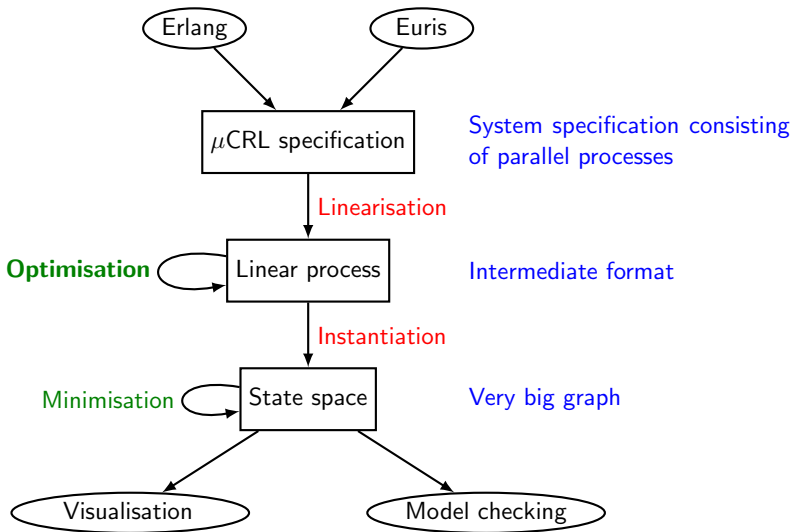 Erlang
Euris
μCRL specification
System specification consisting
of parallel processes
Linearisation
Optimisation
Linear process
Intermediate format
Instantiation
Minimisation
State space
Very big graph
Visualisation
Model checking